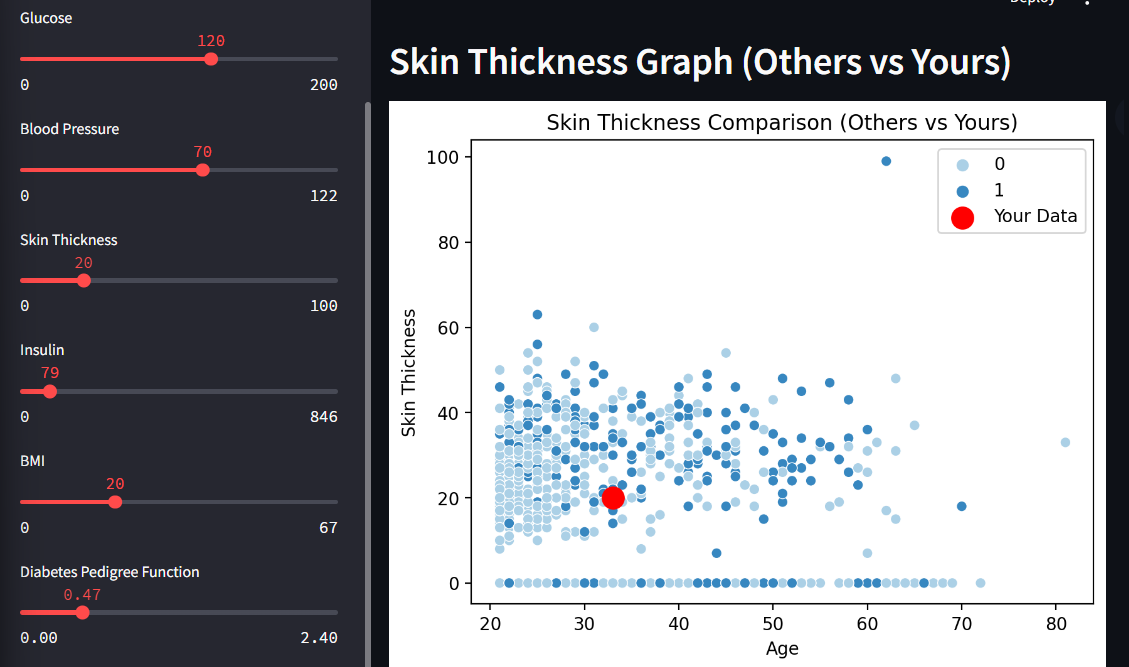 Glucose
120
0 200
Blood Pressure
70
0 122
Skin Thickness
20
0 100
Insulin
79
0 846
BMI
20
0 67
Diabetes Pedigree Function
0.47
0.00 2.40
Deploy
Skin Thickness Graph (Others vs Yours)
Skin Thickness Comparison (Others vs Yours)
0
1
Your Data
Skin Thickness
100
80
60
40
20
0
20 30 40 50 60 70 80
Age